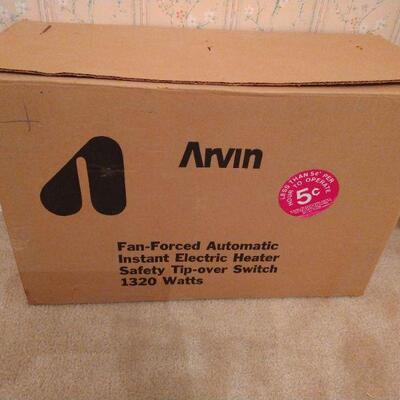 Arvin
LESS THAN 5¢ PER
HOUR TO OPERATE
5¢
Fan-Forced Automatic
Instant Electric Heater
Safety Tip-over Switch
1320 Watts